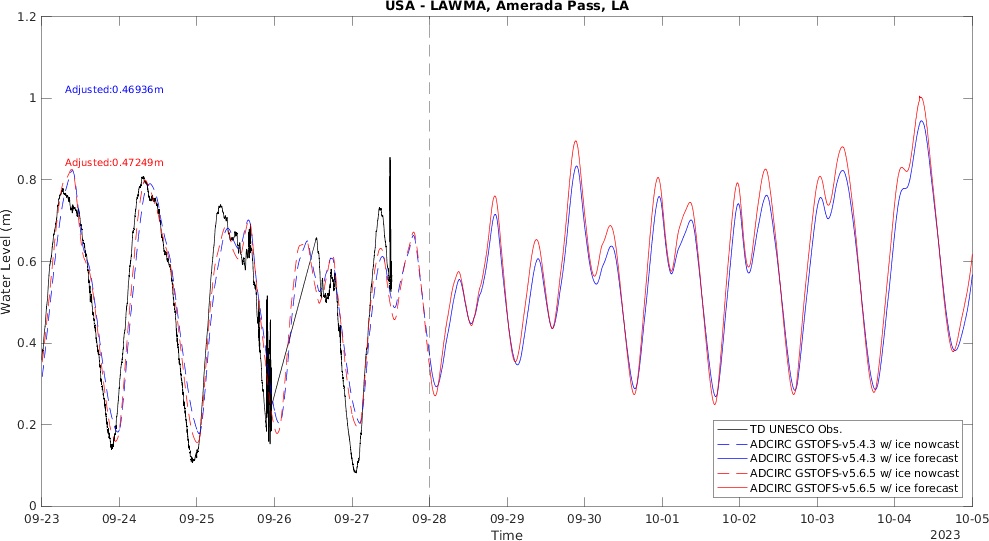 USA - LAWMA, Amerada Pass, LA
1.2
1
0.8
0.6
0.4
0.2
0
Water Level (m)
Adjusted:0.46936m
Adjusted:0.47249m
TD UNESCO Obs.
ADCIRC GSTOFS-v5.4.3 w/ ice nowcast
ADCIRC GSTOFS-v5.4.3 w/ ice forecast
ADCIRC GSTOFS-v5.6.5 w/ ice nowcast
ADCIRC GSTOFS-v5.6.5 w/ ice forecast
09-23 09-24 09-25 09-26 09-27 09-28 09-29 09-30 10-01 10-02 10-03 10-04 10-05
Time
2023